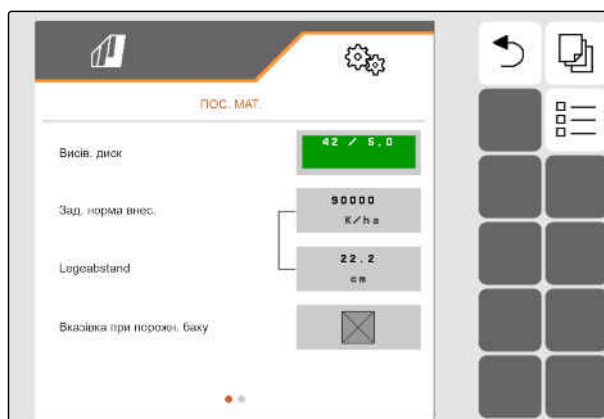 ПОС. МАТ.
Висів. диск
42 / 5,0
Зад. норма внес.
90000
K/ha
Legeabstand
22.2
cm
Вказівка при порожн. баку